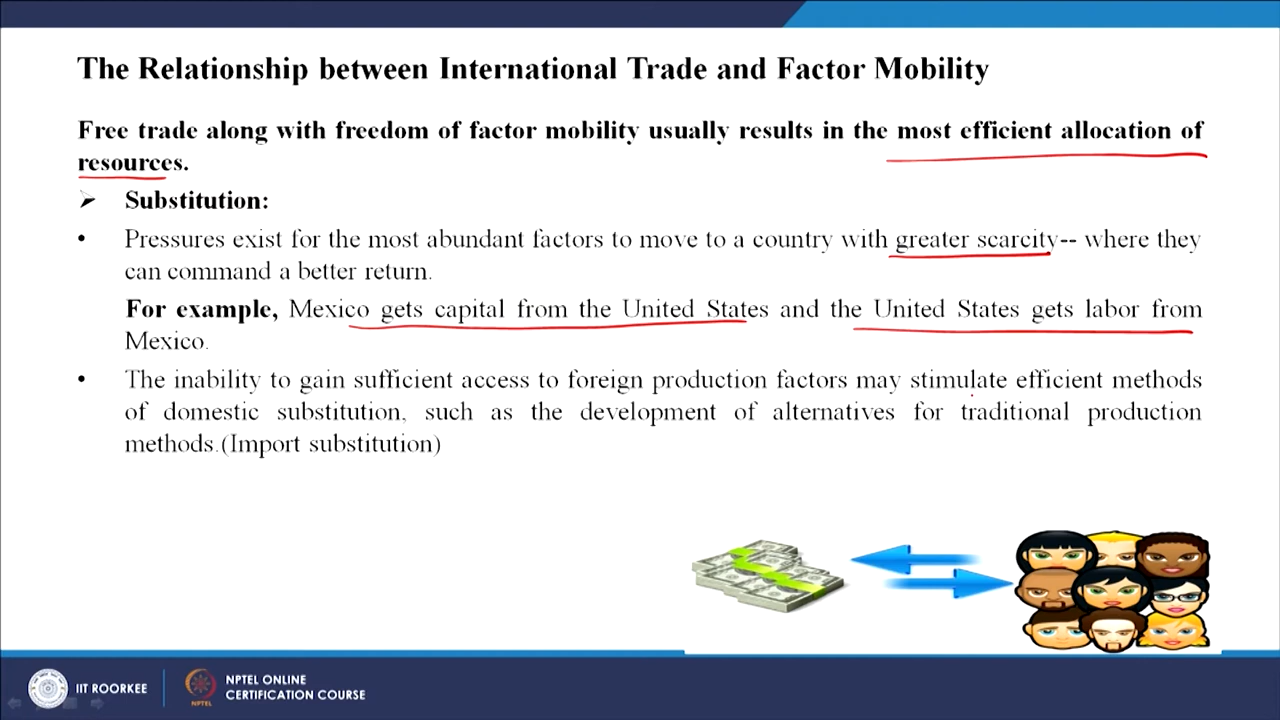 The Relationship between International Trade and Factor Mobility
Free trade along with freedom of factor mobility usually results in the most efficient allocation of
resources.
➢ Substitution:
• Pressures exist for the most abundant factors to move to a country with greater scarcity-- where they
can command a better return.
For example, Mexico gets capital from the United States and the United States gets labor from
Mexico.
• The inability to gain sufficient access to foreign production factors may stimulate efficient methods
of domestic substitution, such as the development of alternatives for traditional production
methods.(Import substitution)
IIT ROORKEE
NPTEL
NPTEL ONLINE
CERTIFICATION COURSE